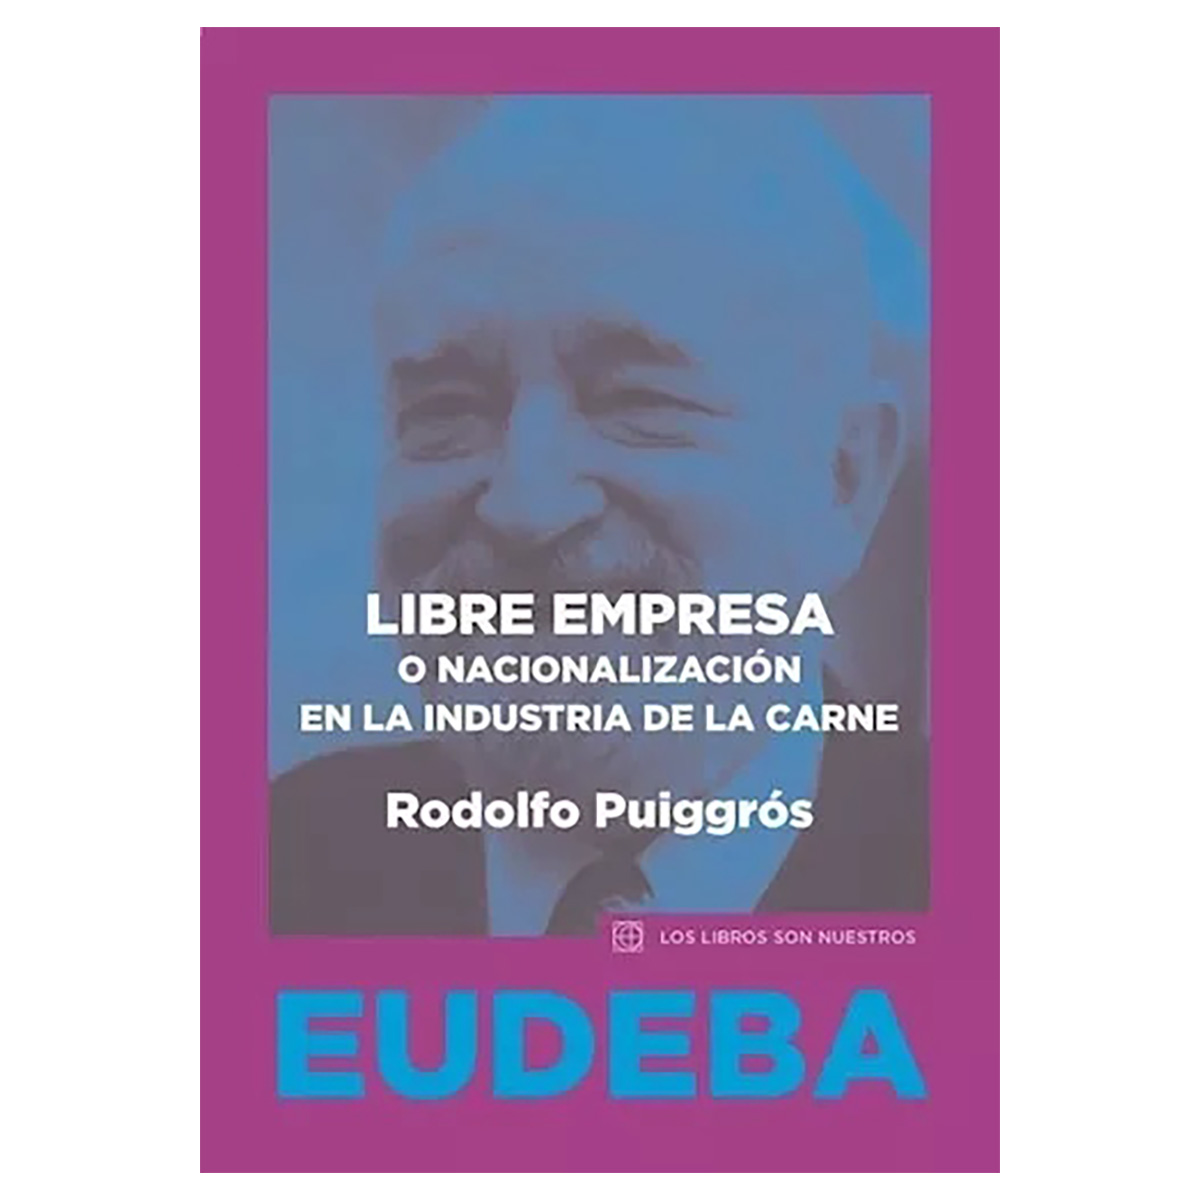 LIBRE EMPRESA
O NACIONALIZACIÓN
EN LA INDUSTRIA DE LA CARNE
Rodolfo Puiggrós
LOS LIBROS SON NUESTROS
EUDEBA